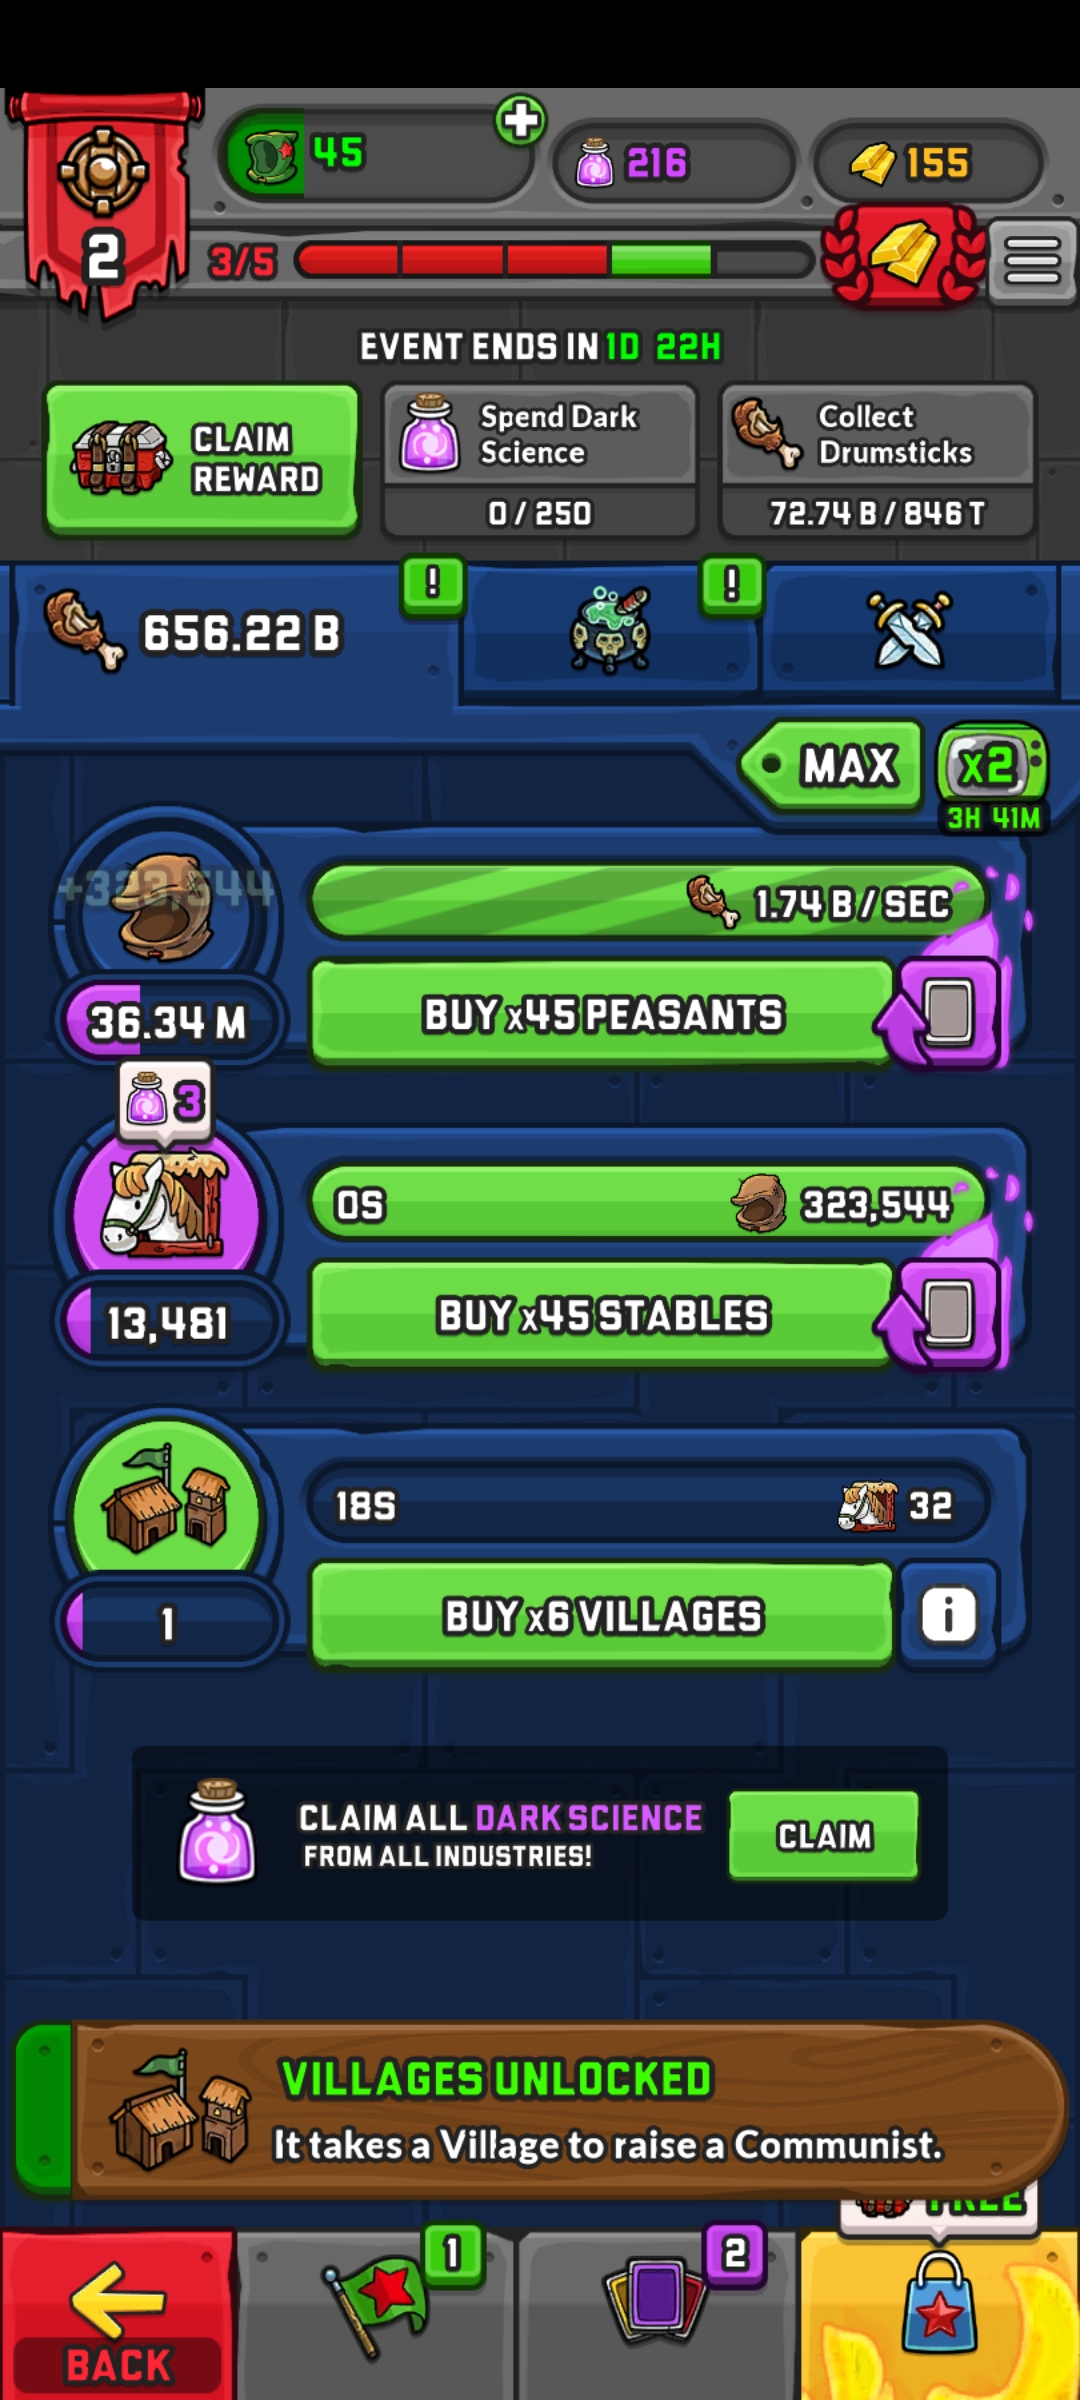 45
216
155
2
3/5
EVENT ENDS IN 1D 22H
CLAIM
REWARD
Spend Dark
Science
0 / 250
Collect
Drumsticks
72.74 B / 846 T
656.22 B
!
!
MAX
x2
3H 41M
+323,544
1.74 B / SEC
36.34 M
BUY x45 PEASANTS
3
0S
323,544
13,481
BUY x45 STABLES
18S
32
1
BUY x6 VILLAGES
i
CLAIM ALL DARK SCIENCE
FROM ALL INDUSTRIES!
CLAIM
VILLAGES UNLOCKED
It takes a Village to raise a Communist.
FREE
1
2
BACK